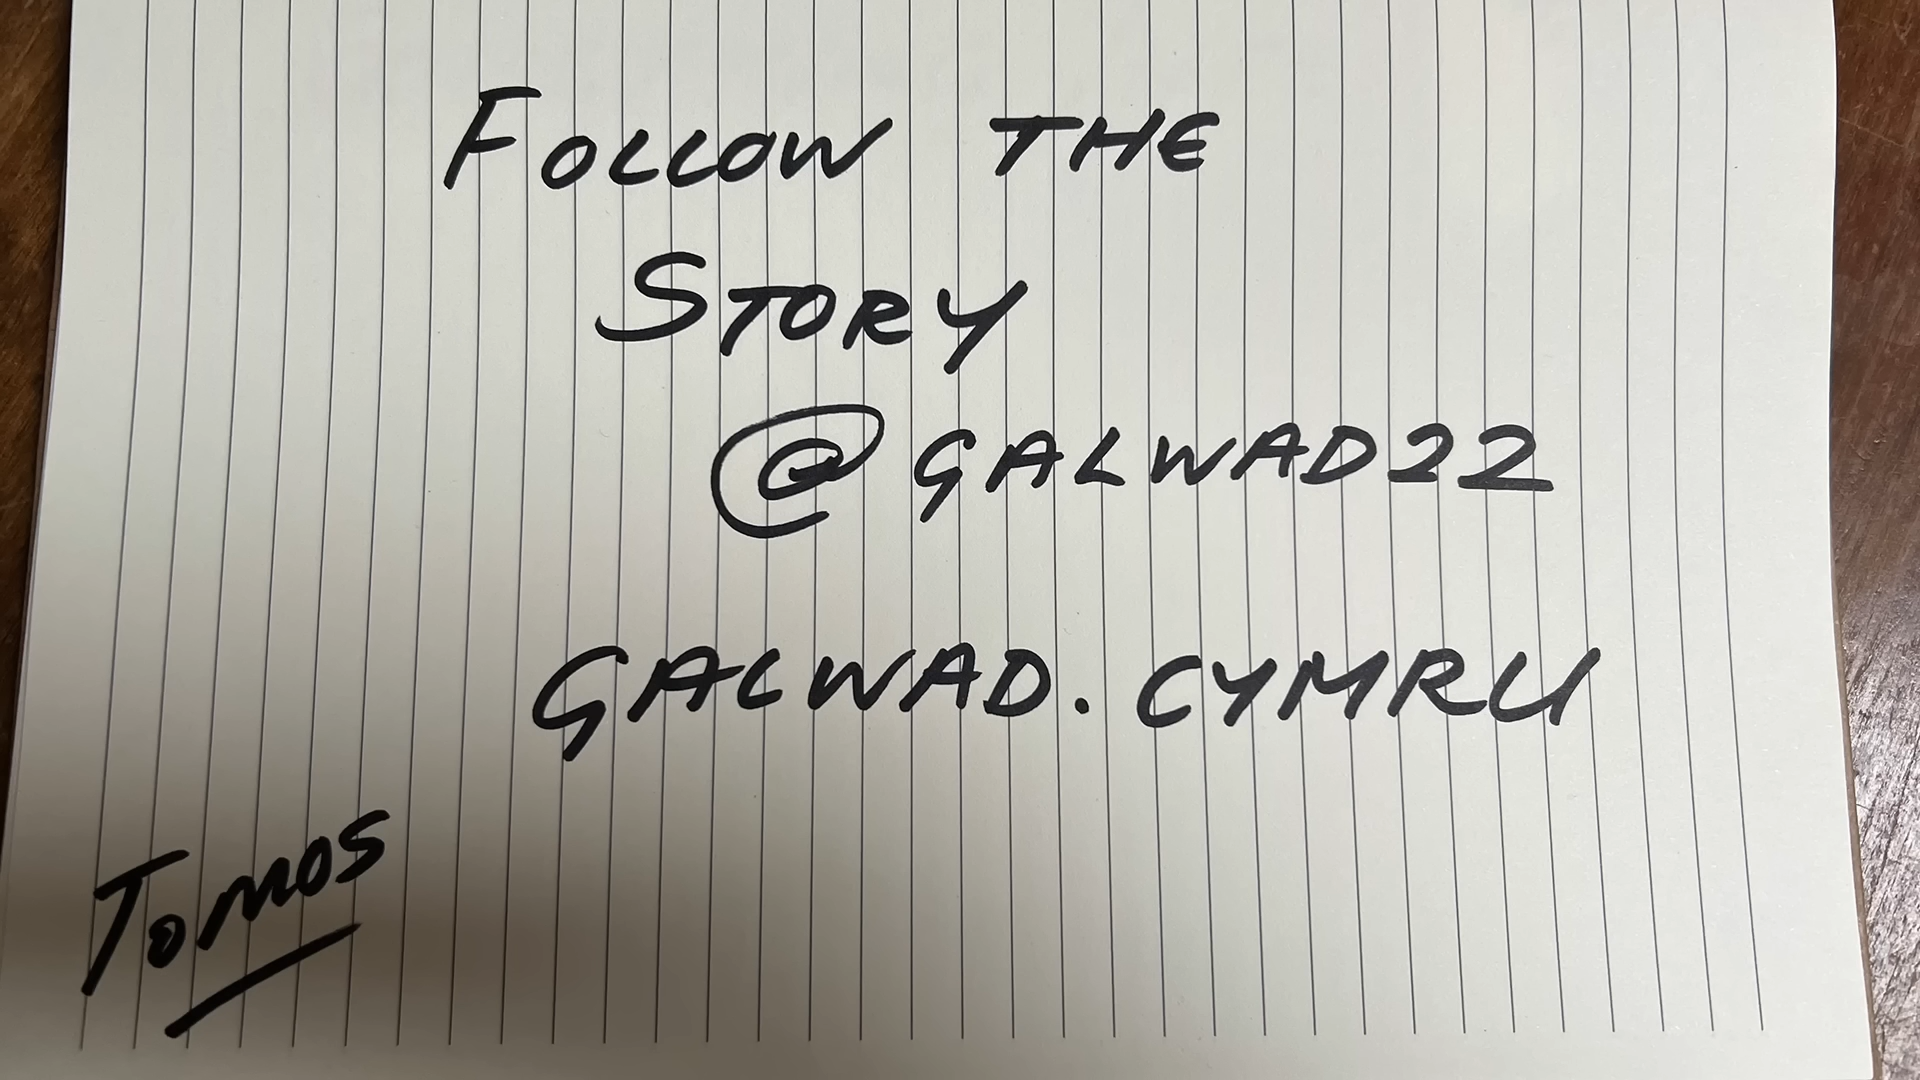 FOLLOW THE
STORY
@GALWAD22
GALWAD.CYMRU
TOMOS